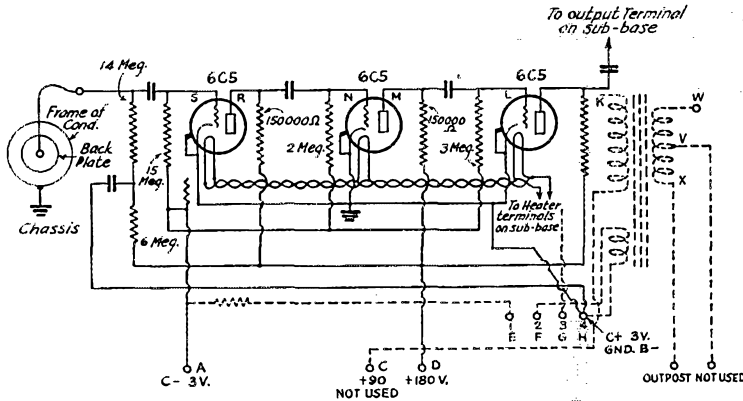 To output Terminal
on sub-base
14 Meg.
6C5
6C5
6C5
S
R
N
M
L
K
W
Frame of
Cond.
Back
Plate
150000Ω
2 Meg.
150000
Ω
3 Meg.
V
15
Meg.
X
Chassis
6 Meg.
To Heater
terminals
on sub-base
1
2
3
4
E
F
G
H
C+ 3V.
GND. B-
A
C- 3V.
C
+90
NOT USED
D
+180V.
OUTPOST NOT USED